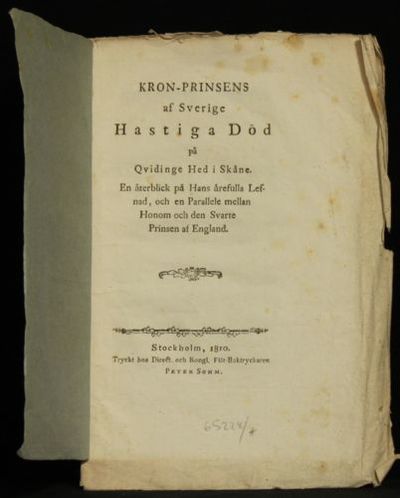 KRON-PRINSENS
af Sverige
Hastiga Död
på
Qvidinge Hed i Skåne.
En återblick på Hans ärefulla Lef-
nad, och en Parallele mellan
Honom och den Svarte
Prinsen af England.
Stockholm, 1810.
Tryckt hos Direct. och Kongl. Fält-Boktryckaren
PETER SOHM.